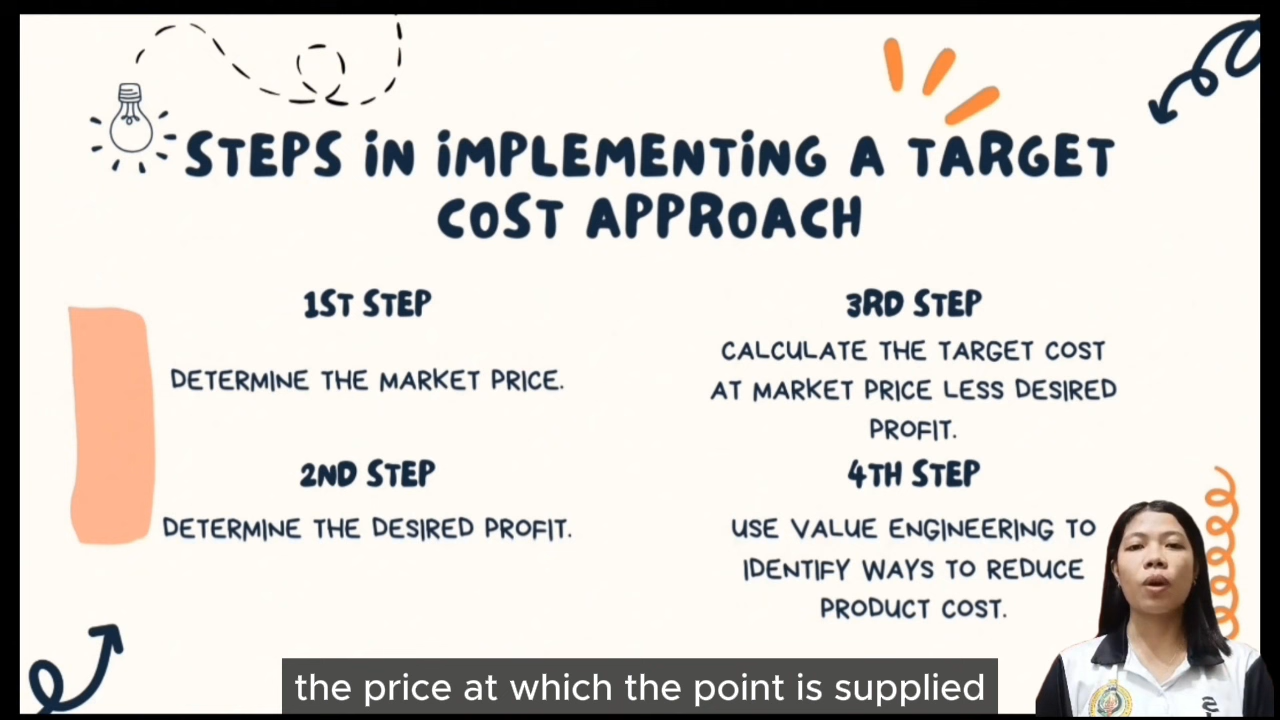 STEPS IN IMPLEMENTING A TARGET
COST APPROACH
1ST STEP
DETERMINE THE MARKET PRICE.
2ND STEP
DETERMINE THE DESIRED PROFIT.
3RD STEP
CALCULATE THE TARGET COST
AT MARKET PRICE LESS DESIRED
PROFIT.
4TH STEP
USE VALUE ENGINEERING TO
IDENTIFY WAYS TO REDUCE
PRODUCT COST.
the price at which the point is supplied